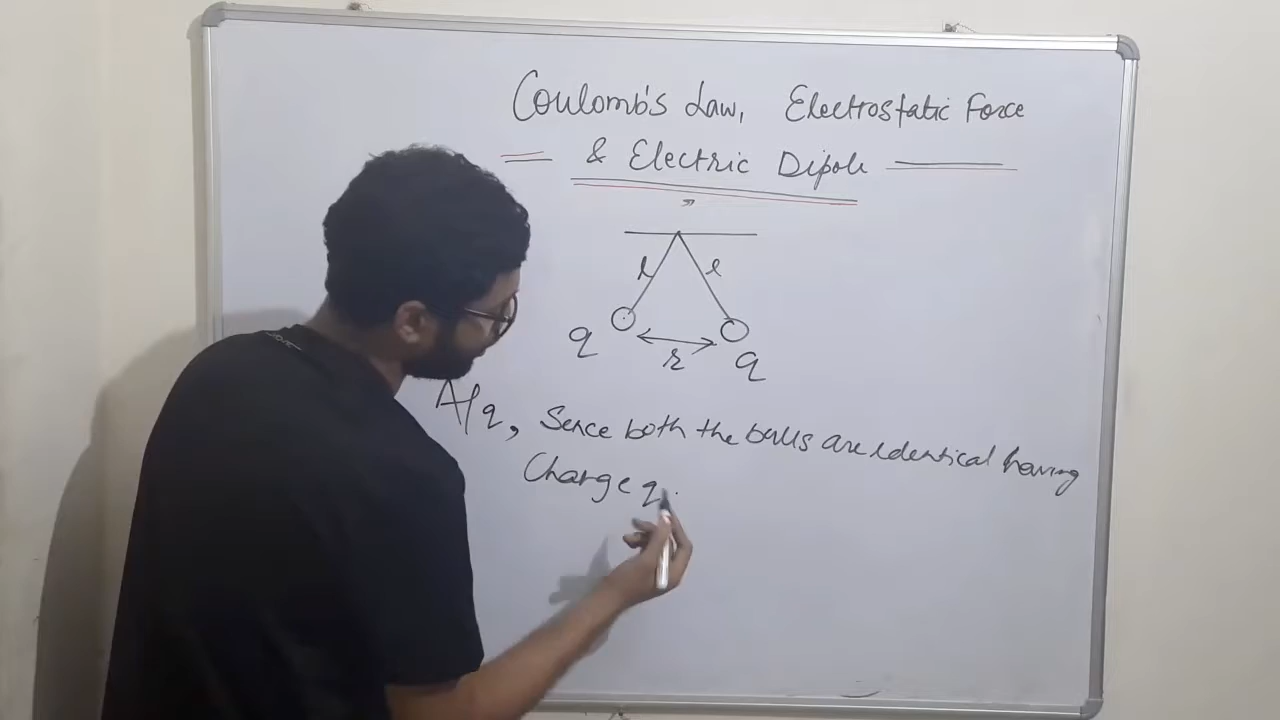 Coulomb's Law, Electrostatic Force
& Electric Dipole
l l
q r q
A/q, Sence both the balls are identical having
Charge q.